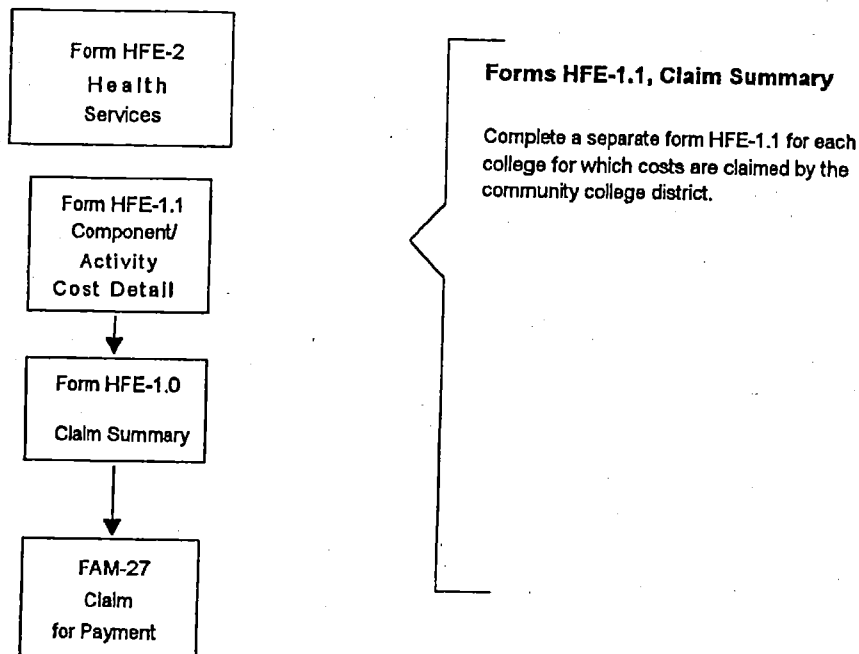 Form HFE-2
Health
Services
Form HFE-1.1
Component/
Activity
Cost Detail
Form HFE-1.0
Claim Summary
FAM-27
Claim
for Payment
Forms HFE-1.1, Claim Summary
Complete a separate form HFE-1.1 for each
college for which costs are claimed by the
community college district.